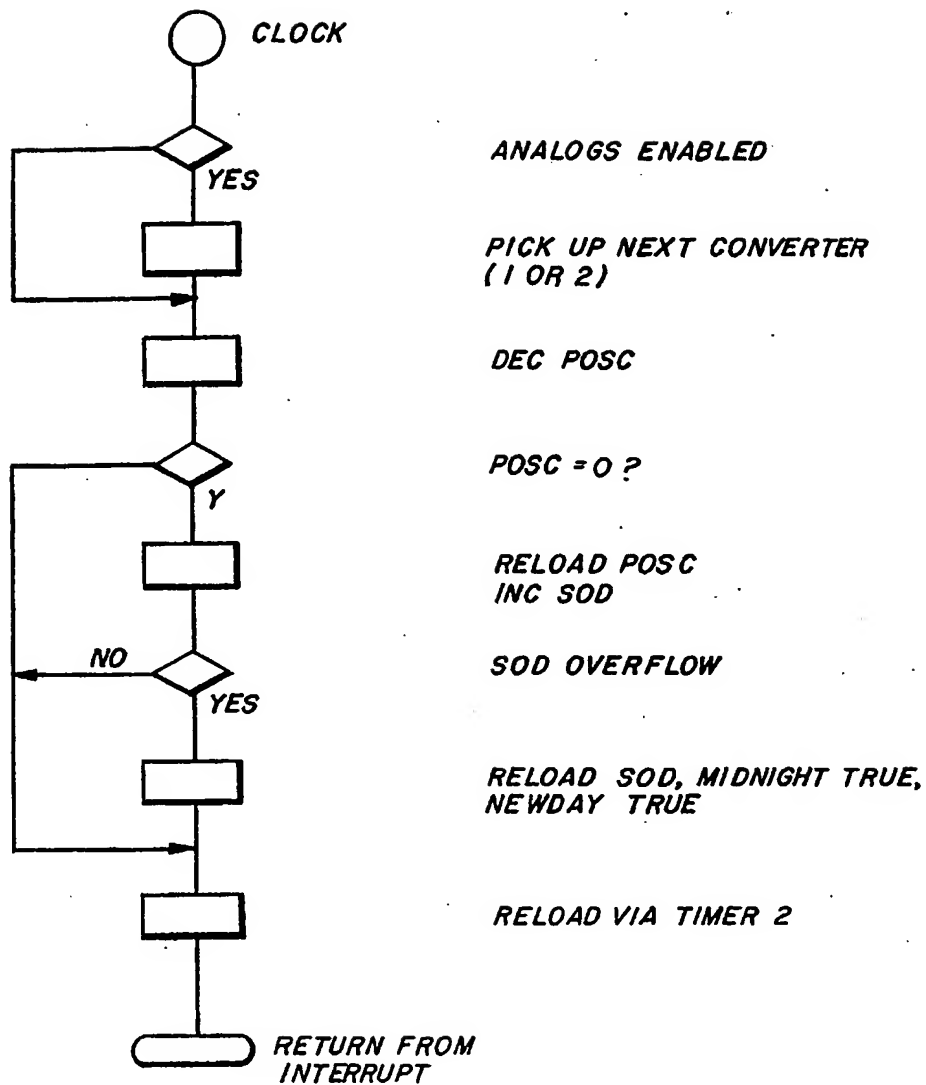 CLOCK
ANALOGS ENABLED
YES
PICK UP NEXT CONVERTER
(1 OR 2)
DEC POSC
POSC = 0 ?
Y
RELOAD POSC
INC SOD
NO
SOD OVERFLOW
YES
RELOAD SOD, MIDNIGHT TRUE,
NEWDAY TRUE
RELOAD VIA TIMER 2
RETURN FROM
INTERRUPT